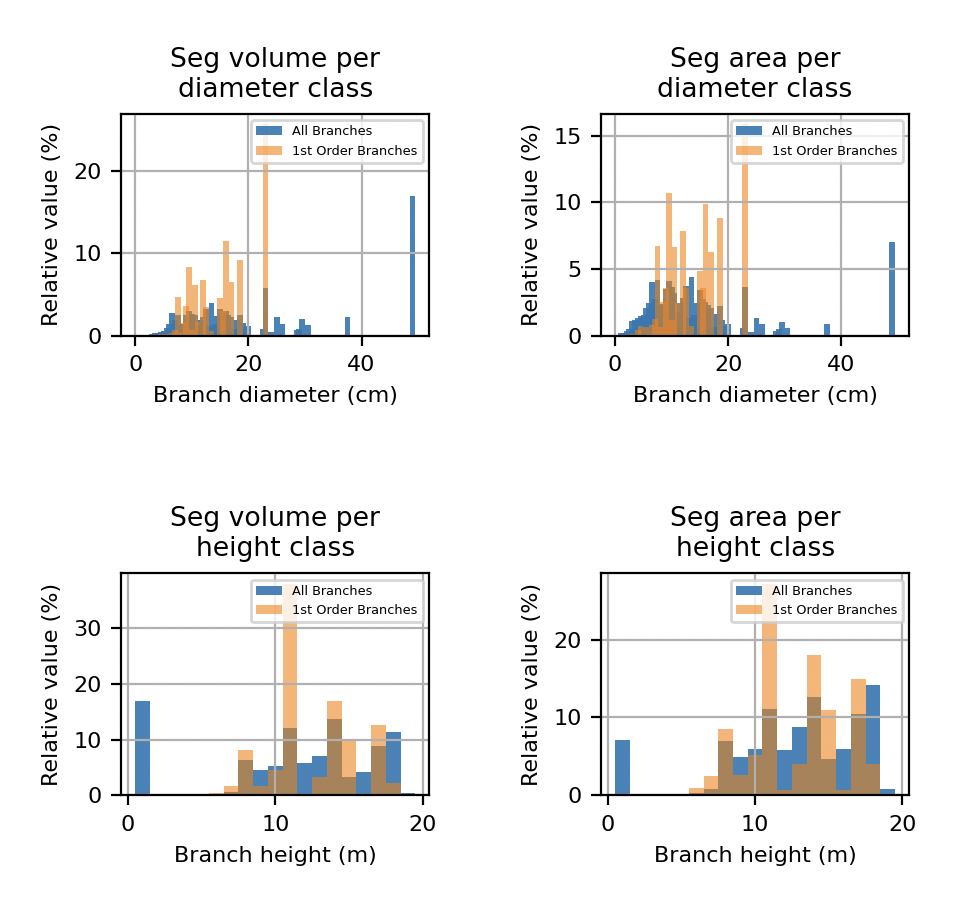 Seg volume per
diameter class
Relative value (%)
20
10
0
All Branches
1st Order Branches
0
20
40
Branch diameter (cm)
Seg area per
diameter class
Relative value (%)
15
10
5
0
All Branches
1st Order Branches
0
20
40
Branch diameter (cm)
Seg volume per
height class
Relative value (%)
30
20
10
0
All Branches
1st Order Branches
0
10
20
Branch height (m)
Seg area per
height class
Relative value (%)
20
10
0
All Branches
1st Order Branches
0
10
20
Branch height (m)